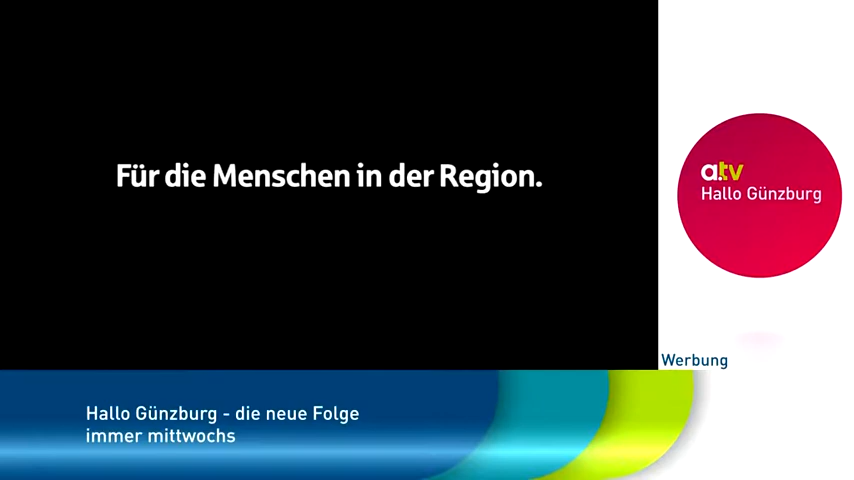 Für die Menschen in der Region.
a.tv
Hallo Günzburg
Werbung
Hallo Günzburg - die neue Folge
immer mittwochs